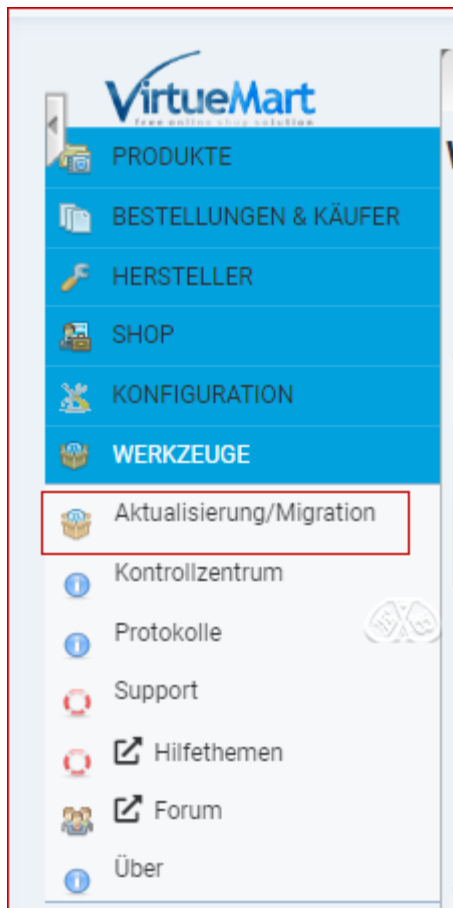 VirtueMart
free online shop solution
PRODUKTE
BESTELLUNGEN & KÄUFER
HERSTELLER
SHOP
KONFIGURATION
WERKZEUGE
Aktualisierung/Migration
Kontrollzentrum
Protokolle
Support
Hilfethemen
Forum
Über